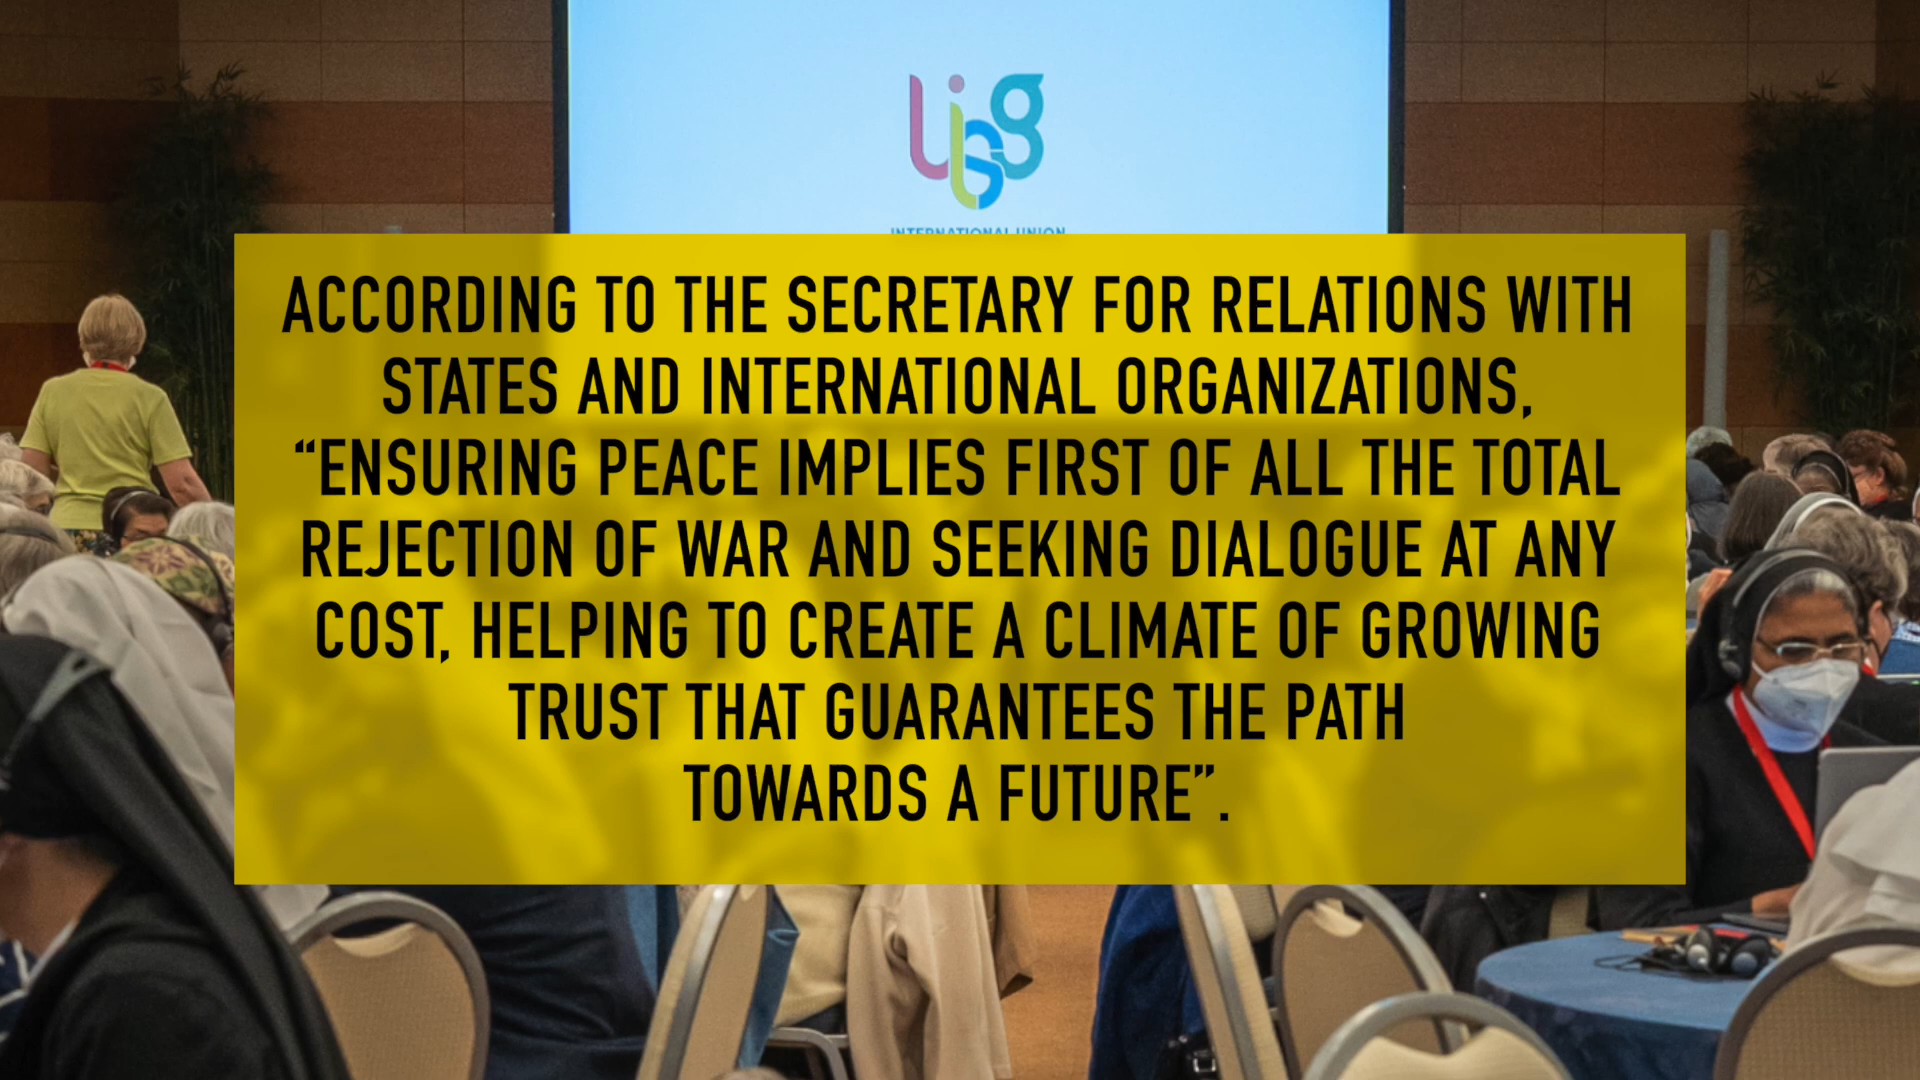 uisg
INTERNATIONAL UNION
ACCORDING TO THE SECRETARY FOR RELATIONS WITH
STATES AND INTERNATIONAL ORGANIZATIONS,
“ENSURING PEACE IMPLIES FIRST OF ALL THE TOTAL
REJECTION OF WAR AND SEEKING DIALOGUE AT ANY
COST, HELPING TO CREATE A CLIMATE OF GROWING
TRUST THAT GUARANTEES THE PATH
TOWARDS A FUTURE”.